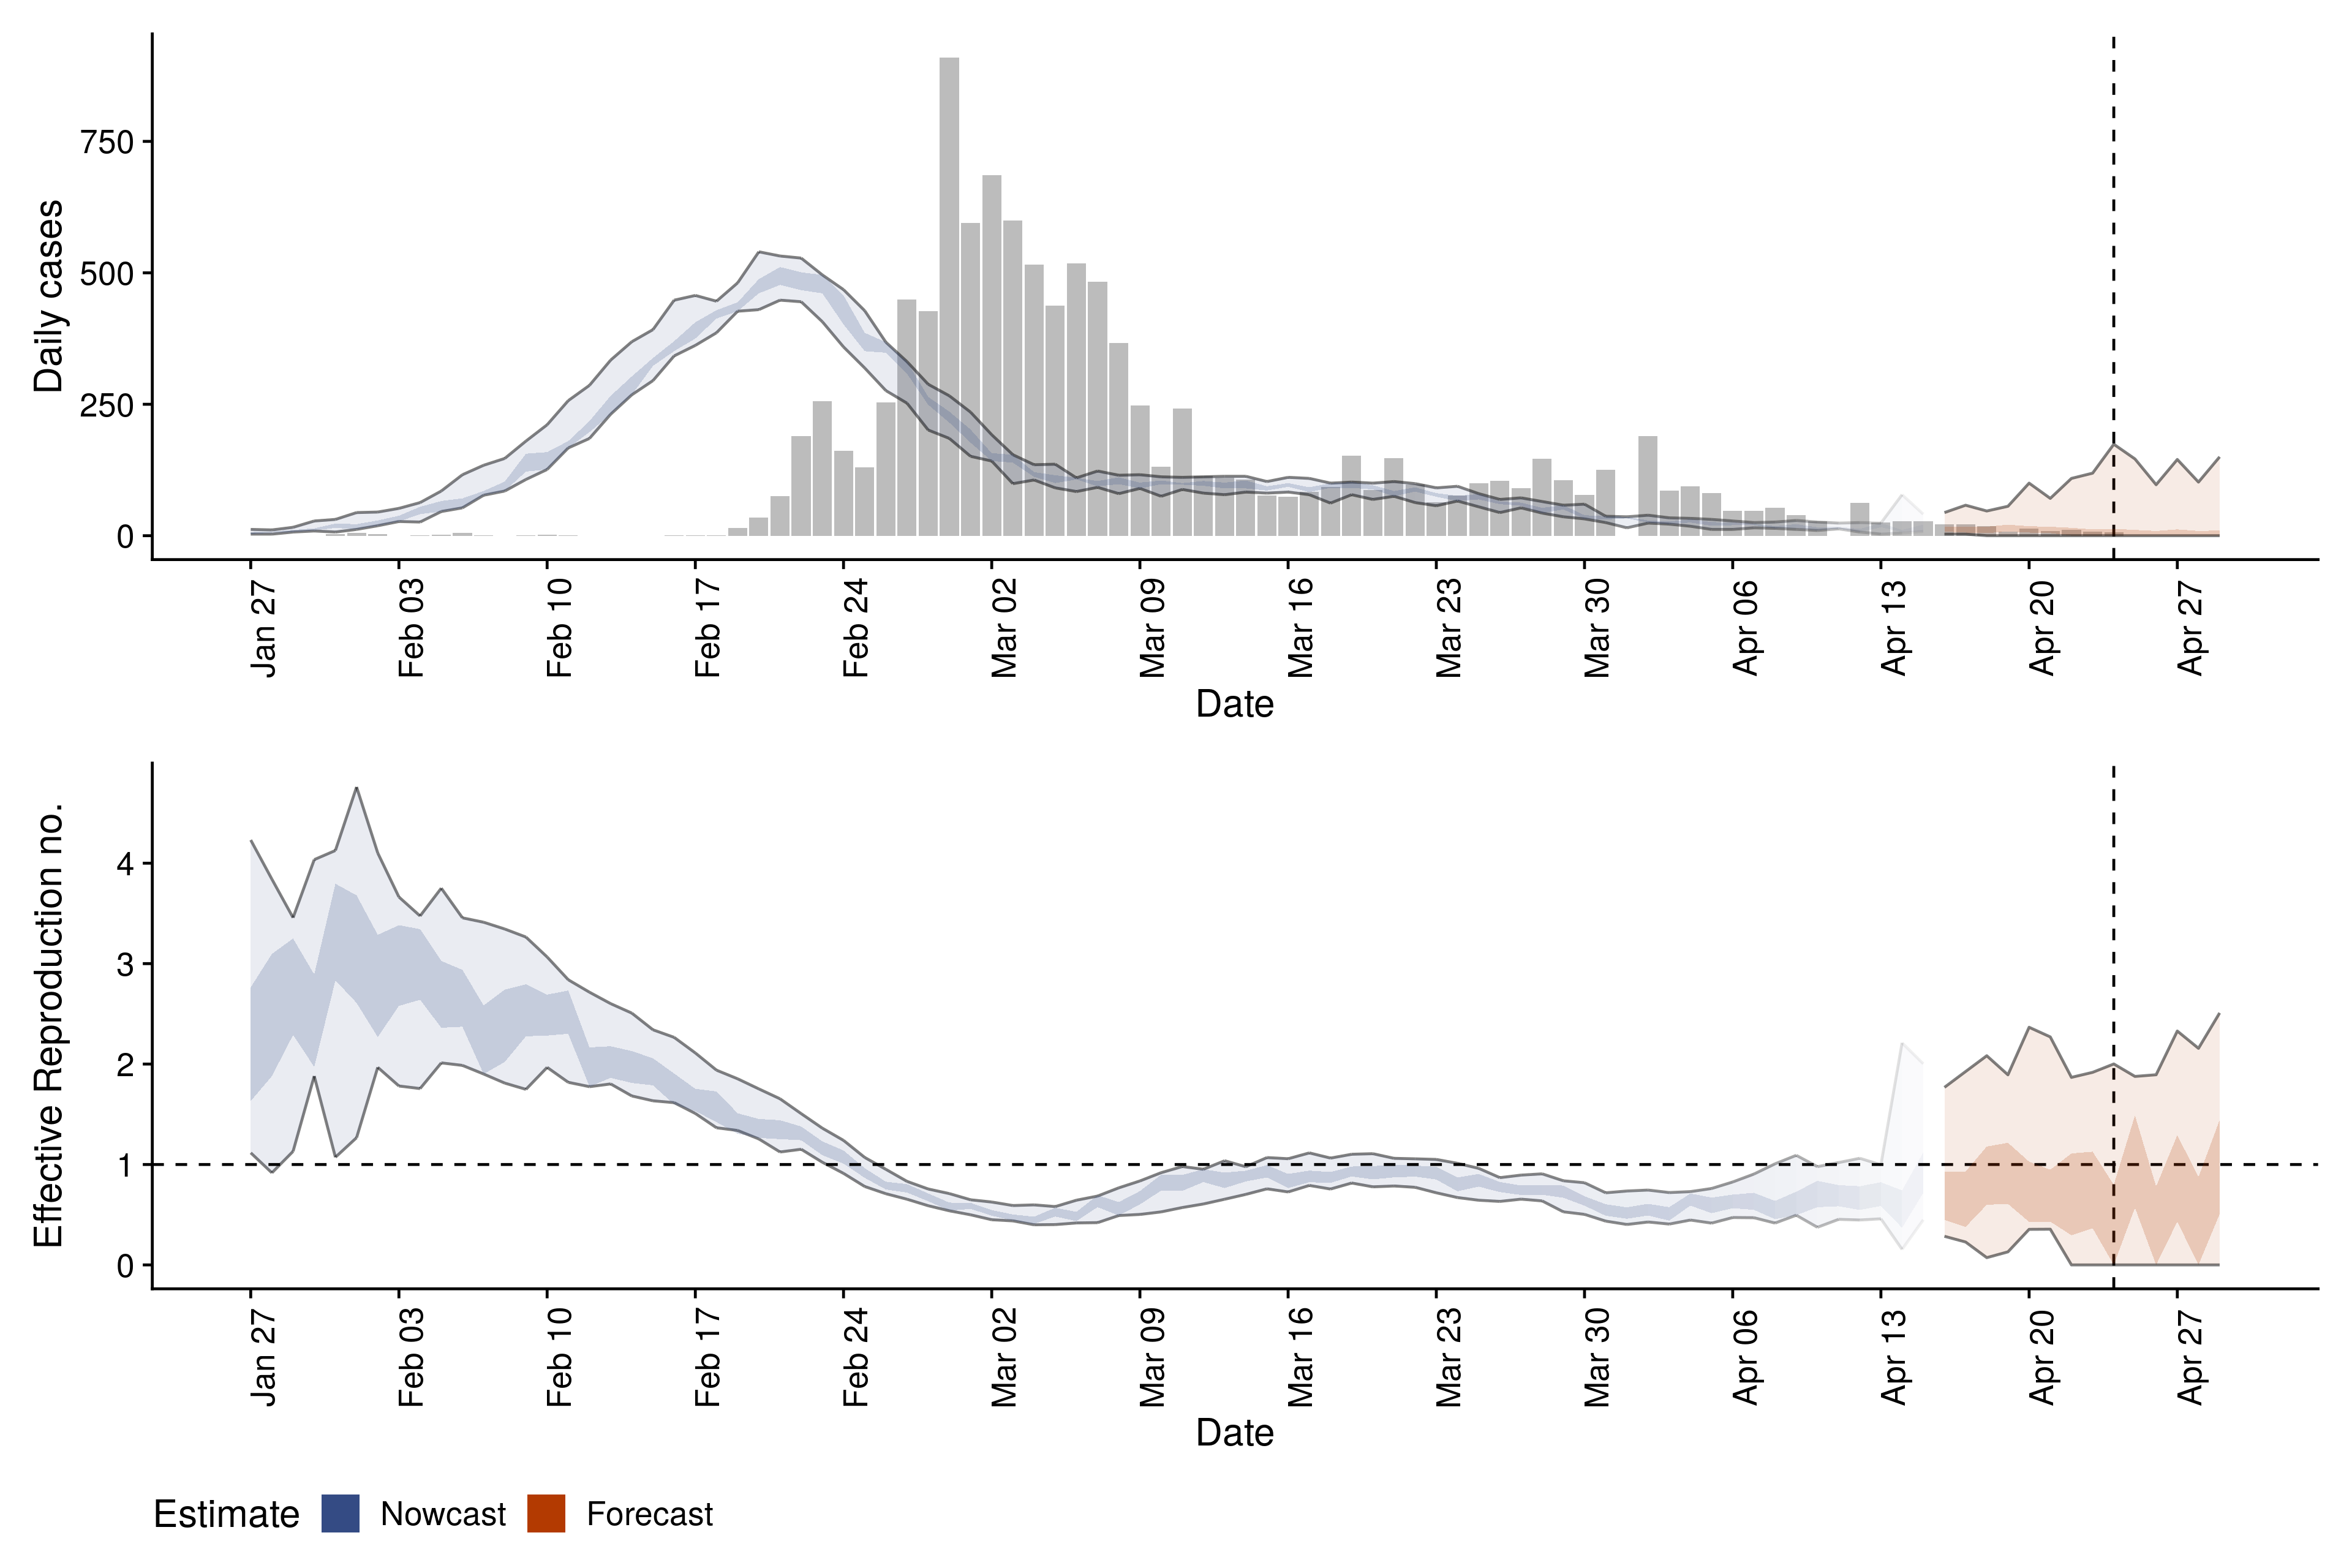 Daily cases
750
500
250
0
Jan 27
Feb 03
Feb 10
Feb 17
Feb 24
Mar 02
Mar 09
Mar 16
Mar 23
Mar 30
Apr 06
Apr 13
Apr 20
Apr 27
Date
Effective Reproduction no.
4
3
2
1
0
Jan 27
Feb 03
Feb 10
Feb 17
Feb 24
Mar 02
Mar 09
Mar 16
Mar 23
Mar 30
Apr 06
Apr 13
Apr 20
Apr 27
Date
Estimate Nowcast Forecast